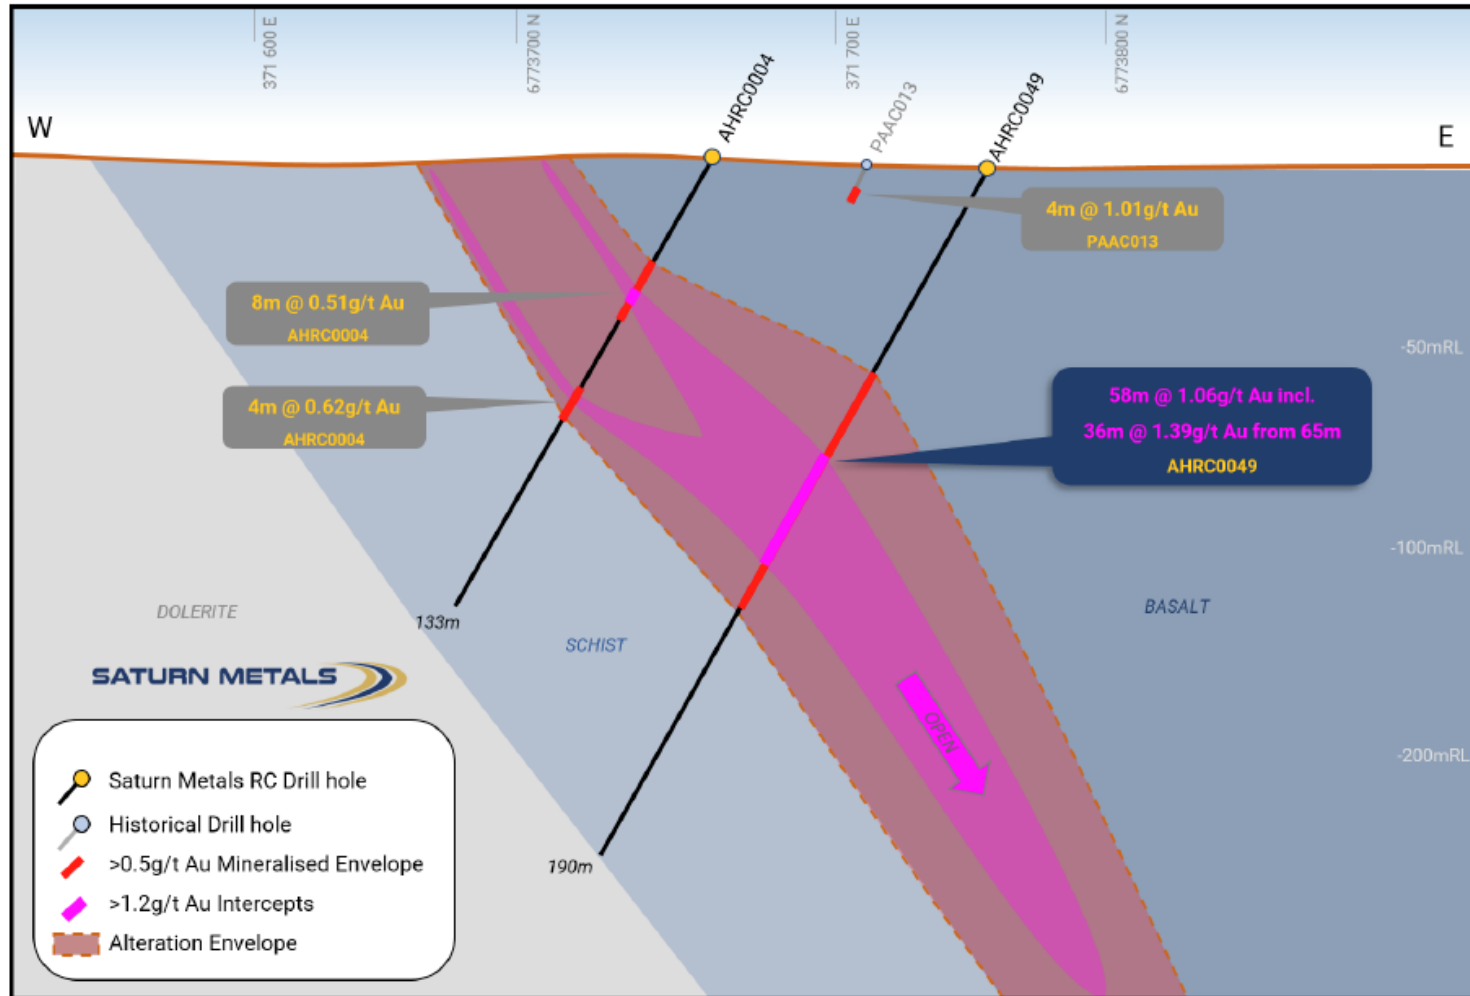 371 600 E
6773700 N
371 700 E
6773800 N
W
E
AHRC0004
PAAC013
AHRC0049
4m @ 1.01g/t Au
PAAC013
8m @ 0.51g/t Au
AHRC0004
-50mRL
4m @ 0.62g/t Au
AHRC0004
58m @ 1.06g/t Au incl.
36m @ 1.39g/t Au from 65m
AHRC0049
-100mRL
DOLERITE
133m
SCHIST
BASALT
SATURN METALS
OPEN
-200mRL
190m
Saturn Metals RC Drill hole
Historical Drill hole
>0.5g/t Au Mineralised Envelope
>1.2g/t Au Intercepts
Alteration Envelope